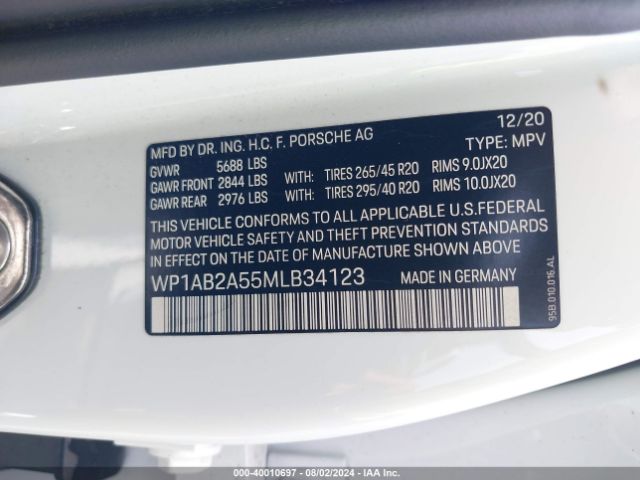 MFD BY DR. ING. H.C. F. PORSCHE AG 12/20
GVWR 5688 LBS TYPE: MPV
GAWR FRONT 2844 LBS WITH: TIRES 265/45 R20 RIMS 9.0JX20
GAWR REAR 2976 LBS WITH: TIRES 295/40 R20 RIMS 10.0JX20
THIS VEHICLE CONFORMS TO ALL APPLICABLE U.S.FEDERAL
MOTOR VEHICLE SAFETY AND THEFT PREVENTION STANDARDS
IN EFFECT ON THE DATE OF MANUFACTURE SHOWN ABOVE.
WP1AB2A55MLB34123 MADE IN GERMANY
95B.010.016.AL
000-40010697 - 08/02/2024 - IAA Inc.